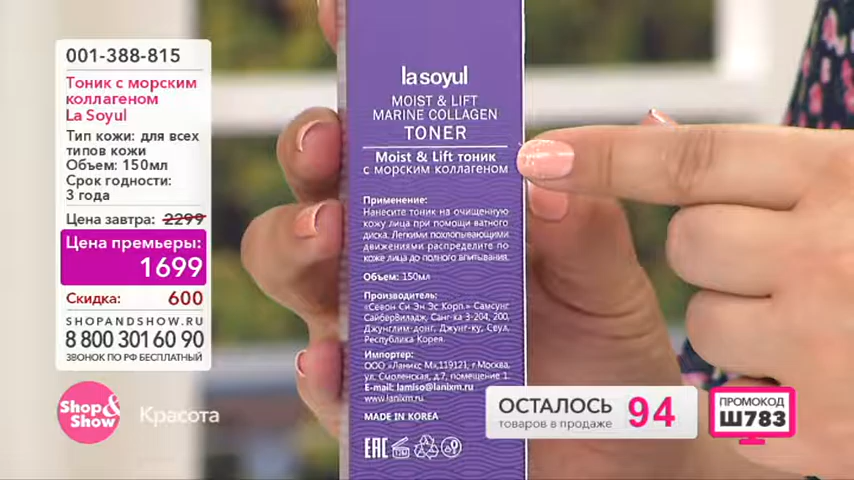 001-388-815
Тоник с морским
коллагеном
La Soyul
Тип кожи: для всех
типов кожи
Объем: 150мл
Срок годности:
3 года
Цена завтра: 2299
Цена премьеры:
1699
Скидка: 600
SHOPANDSHOW.RU
8 800 301 60 90
ЗВОНОК ПО РФ БЕСПЛАТНЫЙ
Shop&
Show
Красота
la soyul
MOIST & LIFT
MARINE COLLAGEN
TONER
Moist & Lift тоник
с морским коллагеном
Применение:
Нанесите тоник на очищенную
кожу лица при помощи ватного
диска. Легкими похлопывающими
движениями распределите по
коже лица до полного впитывания.
Объем: 150мл
Производитель:
«Севон Си Эн Эс Корп.» Самсунг
СайберВиладж, Санг-ка 3-204, 200,
Джунглим-донг, Джунг-ку, Сеул,
Республика Корея.
Импортер:
ООО «Ланикс М»,119121, г.Москва,
ул. Смоленская, д.7, помещение 1.
E-mail: lamiso@lanixm.ru
www.lanixm.ru
MADE IN KOREA
EAC 12M
ОСТАЛОСЬ 94
товаров в продаже
ПРОМОКОД
Ш783